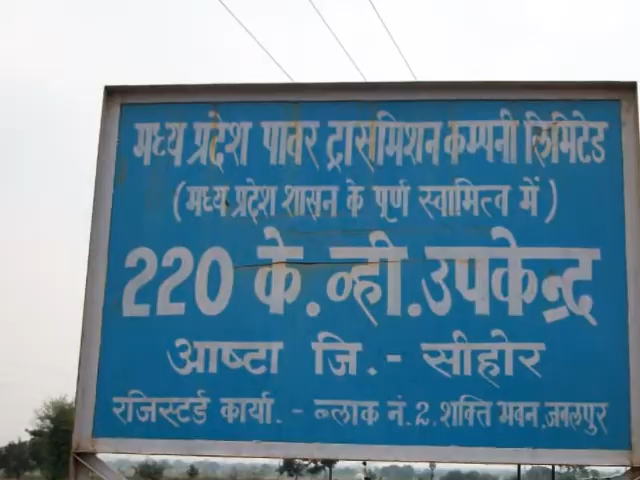 मध्य प्रदेश पावर ट्रांसमिशन कम्पनी लिमिटेड
(मध्य प्रदेश शासन के पूर्ण स्वामित्व में)
220 के.व्ही.उपकेन्द्र
आष्टा जि.- सीहोर
रजिस्टर्ड कार्या. - ब्लाक नं.2, शक्ति भवन,जबलपुर